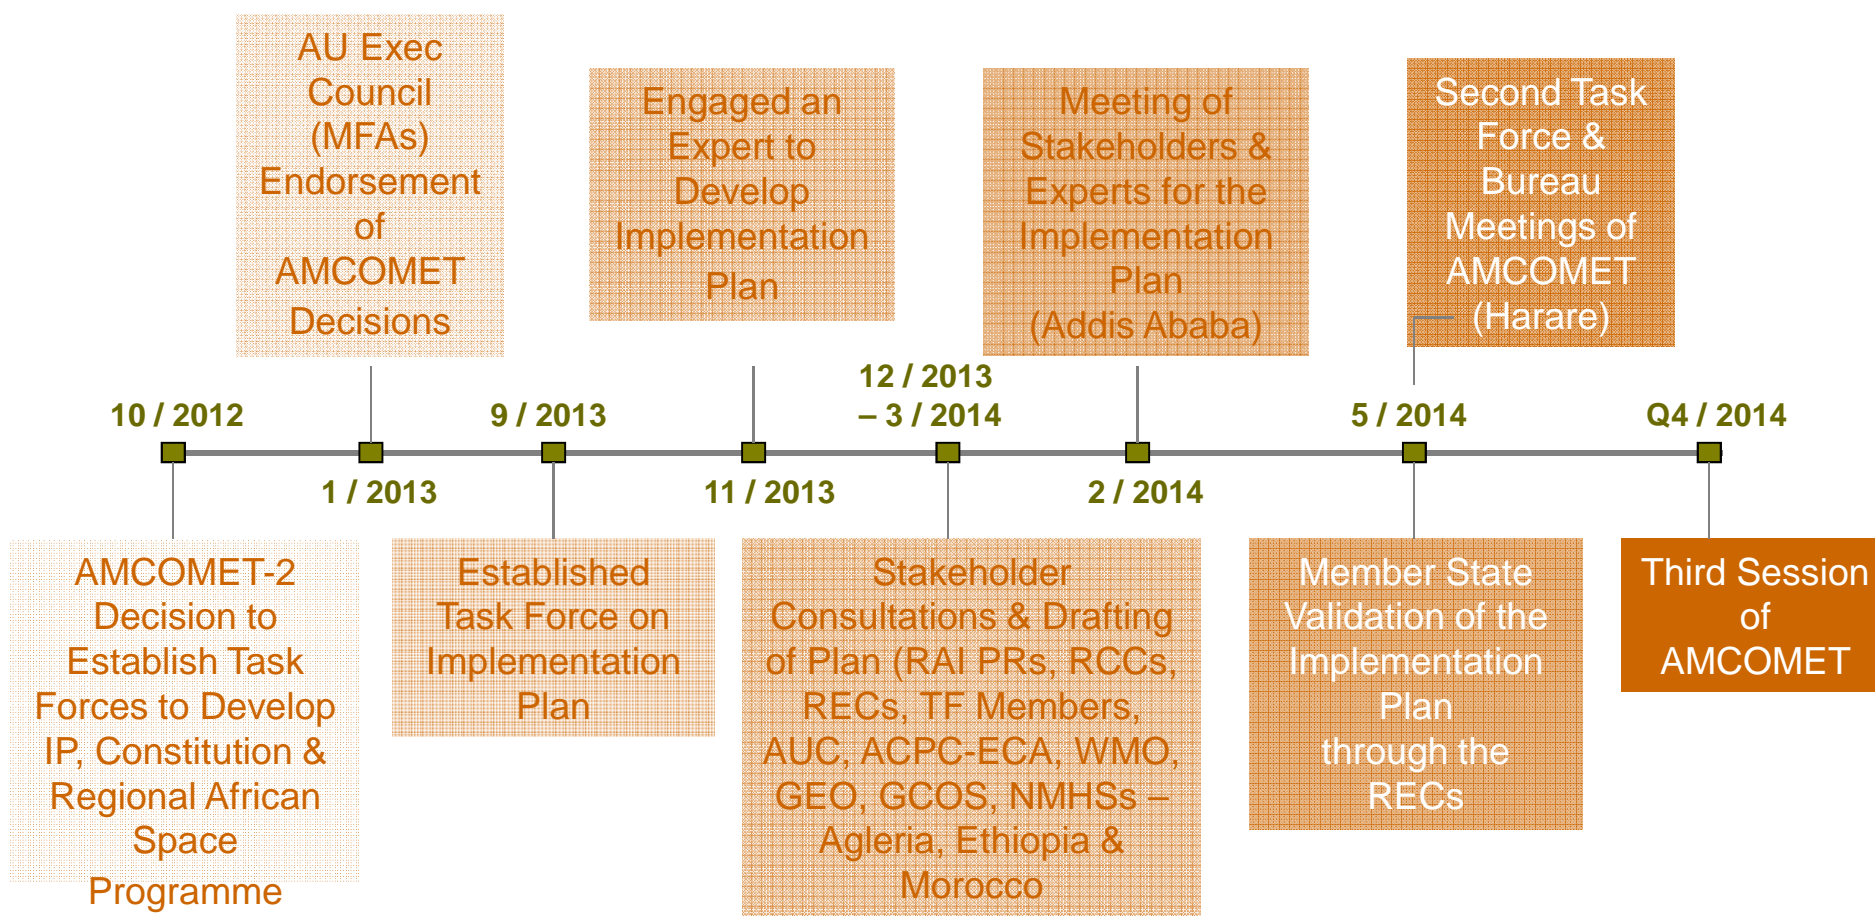 AU Exec
Council
(MFAs)
Endorsement
of
AMCOMET
Decisions
Engaged an
Expert to
Develop
Implementation
Plan
Meeting of
Stakeholders &
Experts for the
Implementation
Plan
(Addis Ababa)
Second Task
Force &
Bureau
Meetings of
AMCOMET
(Harare)
10 / 2012
9 / 2013
12 / 2013
– 3 / 2014
5 / 2014
Q4 / 2014
1 / 2013
11 / 2013
2 / 2014
AMCOMET-2
Decision to
Establish Task
Forces to Develop
IP, Constitution &
Regional African
Space
Programme
Established
Task Force on
Implementation
Plan
Stakeholder
Consultations & Drafting
of Plan (RAI PRs, RCCs,
RECs, TF Members,
AUC, ACPC-ECA, WMO,
GEO, GCOS, NMHSs –
Agleria, Ethiopia &
Morocco
Member State
Validation of the
Implementation
Plan
through the
RECs
Third Session
of
AMCOMET